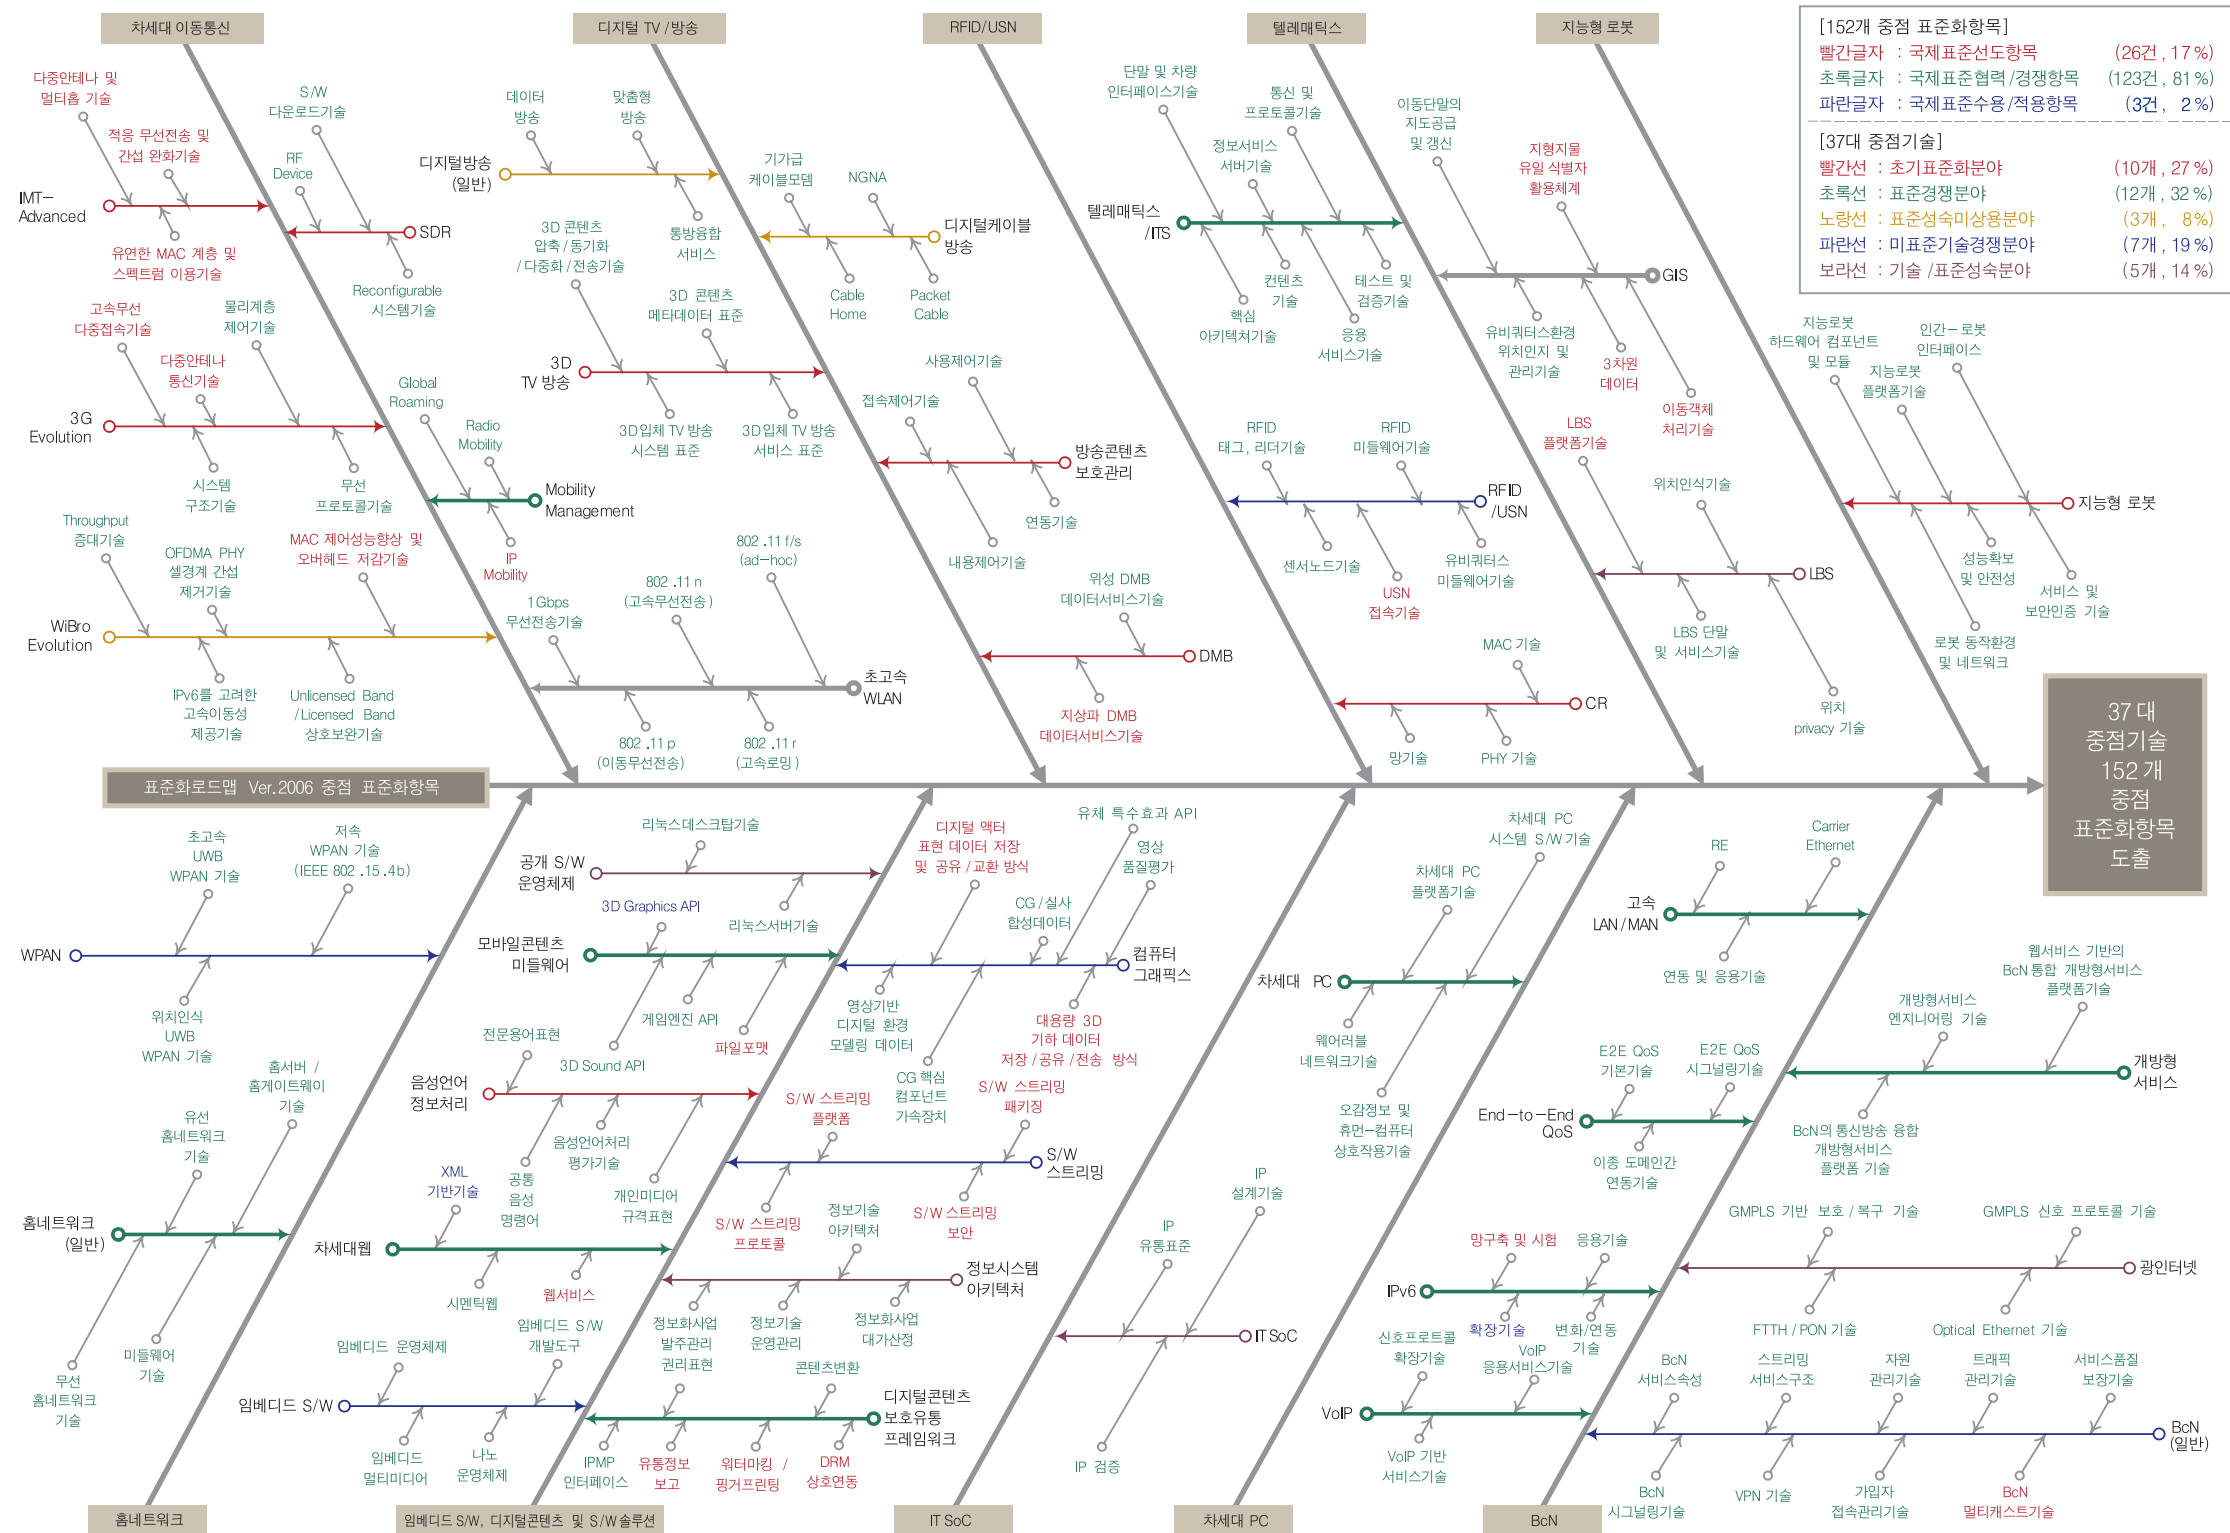 차세대 이동통신
디지털 TV /방송
RFID/USN
텔레매틱스
지능형 로봇
[152개 중점 표준화항목]
빨간글자 : 국제표준선도항목 (26건 , 17 %)
초록글자 : 국제표준협력 /경쟁항목 (123건 , 81 %)
파란글자 : 국제표준수용 /적용항목 (3건 , 2 %)
[37대 중점기술]
빨간선 : 초기표준화분야 (10개 , 27 %)
초록선 : 표준경쟁분야 (12개 , 32 %)
노랑선 : 표준성숙미상용분야 (3개 , 8%)
파란선 : 미표준기술경쟁분야 (7개 , 19 %)
보라선 : 기술 /표준성숙분야 (5개 , 14 %)
다중안테나 및
멀티홉 기술
적응 무선전송 및
간섭 완화기술
IMT-
Advanced
유연한 MAC 계층 및
스펙트럼 이용기술
S/W
다운로드기술
RF
Device
SDR
Reconfigurable
시스템기술
고속무선
다중접속기술
다중안테나
통신기술
물리계층
제어기술
3G
Evolution
시스템
구조기술
무선
프로토콜기술
Global
Roaming
Radio
Mobility
Mobility
Management
IP
Mobility
Throughput
증대기술
OFDMA PHY
셀경계 간섭
제거기술
MAC 제어성능향상 및
오버헤드 저감기술
WiBro
Evolution
IPv6를 고려한
고속이동성
제공기술
Unlicensed Band
/Licensed Band
상호보완기술
1Gbps
무선전송기술
802 .11 n
(고속무선전송 )
802 .11 f/s
(ad-hoc)
초고속
WLAN
802 .11 p
(이동무선전송)
802 .11 r
(고속로밍 )
데이터
방송
맞춤형
방송
디지털방송
(일반)
통방융합
서비스
기가급
케이블모뎀
NGNA
디지털케이블
방송
Cable
Home
Packet
Cable
3D 콘텐츠
압축 /동기화
/ 다중화 /전송기술
3D 콘텐츠
메타데이터 표준
3D
TV 방송
3D입체 TV 방송
시스템 표준
3D입체 TV 방송
서비스 표준
사용제어기술
접속제어기술
방송콘텐츠
보호관리
연동기술
내용제어기술
위성 DMB
데이터서비스기술
DMB
지상파 DMB
데이터서비스기술
단말 및 차량
인터페이스기술
통신 및
프로토콜기술
정보서비스
서버기술
텔레매틱스
/ITS
컨텐츠
기술
테스트 및
검증기술
핵심
아키텍쳐기술
응용
서비스기술
RFID
태그 , 리더기술
RFID
미들웨어기술
RFID
/USN
센서노드기술
USN
접속기술
유비쿼터스
미들웨어기술
MAC 기술
CR
망기술
PHY 기술
이동단말의
지도공급
및 갱신
지형지물
유일 식별자
활용체계
GIS
유비쿼터스환경
위치인지 및
관리기술
3차원
데이터
이동객체
처리기술
LBS
플랫폼기술
위치인식기술
LBS
LBS 단말
및 서비스기술
위치
privacy 기술
지능로봇
하드웨어 컴포넌트
및 모듈
인간- 로봇
인터페이스
지능로봇
플랫폼기술
지능형 로봇
성능확보
및 안전성
서비스 및
보안인증 기술
로봇 동작환경
및 네트워크
표준화로드맵 Ver.2006 중점 표준화항목
37 대
중점기술
152 개
중점
표준화항목
도출
초고속
UWB
WPAN 기술
저속
WPAN 기술
(IEEE 802 .15 .4b)
WPAN
위치인식
UWB
WPAN 기술
홈서버 /
홈게이트웨이
기술
유선
홈네트워크
기술
홈네트워크
(일반)
무선
홈네트워크
기술
미들웨어
기술
리눅스데스크탑기술
공개 S/W
운영체제
리눅스서버기술
3D Graphics API
모바일콘텐츠
미들웨어
3D Sound API
게임엔진 API
파일포맷
전문용어표현
음성언어
정보처리
공통
음성
명령어
음성언어처리
평가기술
개인미디어
규격표현
XML
기반기술
차세대웹
시멘틱웹
웹서비스
임베디드 운영체제
임베디드 S/W
개발도구
임베디드 S/W
임베디드
멀티미디어
나노
운영체제
디지털 액터
표현 데이터 저장
및 공유 /교환 방식
유체 특수효과 API
영상
품질평가
CG /실사
합성데이터
컴퓨터
그래픽스
영상기반
디지털 환경
모델링 데이터
CG 핵심
컴포넌트
가속장치
대용량 3D
기하 데이터
저장 /공유 /전송 방식
S/W 스트리밍
플랫폼
S/W 스트리밍
패키징
S/W
스트리밍
S/W 스트리밍
프로토콜
S/W 스트리밍
보안
정보기술
아키텍처
정보시스템
아키텍처
정보화사업
발주관리
정보기술
운영관리
정보화사업
대가산정
권리표현
콘텐츠변환
디지털콘텐츠
보호유통
프레임워크
IPMP
인터페이스
유통정보
보고
워터마킹 /
핑거프린팅
DRM
상호연동
IP
설계기술
IP
유통표준
IT SoC
IP 검증
차세대 PC
시스템 S/W 기술
차세대 PC
플랫폼기술
차세대 PC
웨어러블
네트워크기술
오감정보 및
휴먼-컴퓨터
상호작용기술
RE
Carrier
Ethernet
고속
LAN /MAN
연동 및 응용기술
웹서비스 기반의
BcN통합 개방형서비스
플랫폼기술
개방형서비스
엔지니어링 기술
개방형
서비스
BcN의 통신방송 융합
개방형서비스
플랫폼 기술
E2E QoS
기본기술
E2E QoS
시그널링기술
End-to-End
QoS
이종 도메인간
연동기술
GMPLS 기반 보호 / 복구 기술
GMPLS 신호 프로토콜 기술
광인터넷
FTTH /PON 기술
Optical Ethernet 기술
망구축 및 시험
응용기술
IPv6
확장기술
변화/연동
기술
신호프로트콜
확장기술
VoIP
응용서비스기술
VoIP
VoIP 기반
서비스기술
BcN
서비스속성
스트리밍
서비스구조
자원
관리기술
트래픽
관리기술
서비스품질
보장기술
BcN
(일반)
BcN
시그널링기술
VPN 기술
가입자
접속관리기술
BcN
멀티캐스트기술
홈네트워크
임베디드 S/W, 디지털콘텐츠 및 S/W솔루션
IT SoC
차세대 PC
BcN